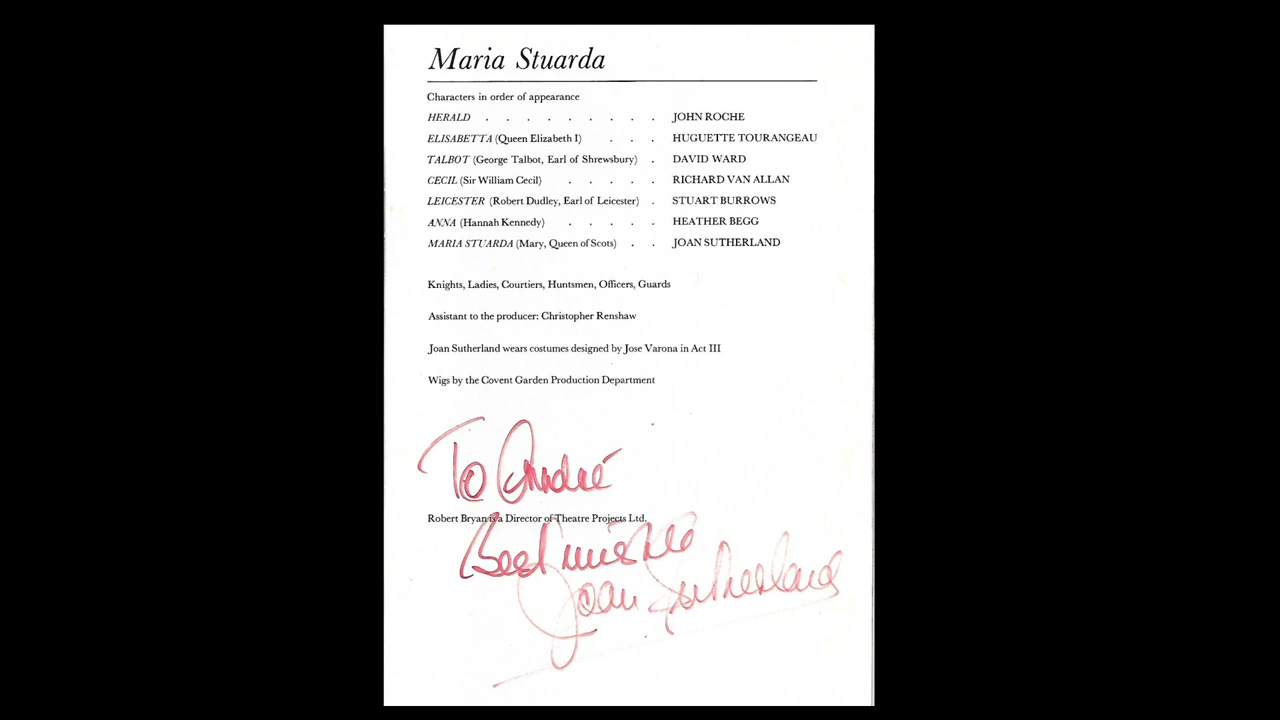 Maria Stuarda
Characters in order of appearance
HERALD . . . . . . . . . JOHN ROCHE
ELISABETTA (Queen Elizabeth I) . . . HUGUETTE TOURANGEAU
TALBOT (George Talbot, Earl of Shrewsbury) . DAVID WARD
CECIL (Sir William Cecil) . . . . . RICHARD VAN ALLAN
LEICESTER (Robert Dudley, Earl of Leicester) . STUART BURROWS
ANNA (Hannah Kennedy) . . . . . HEATHER BEGG
MARIA STUARDA (Mary, Queen of Scots) . . JOAN SUTHERLAND
Knights, Ladies, Courtiers, Huntsmen, Officers, Guards
Assistant to the producer: Christopher Renshaw
Joan Sutherland wears costumes designed by Jose Varona in Act III
Wigs by the Covent Garden Production Department
To André
Robert Bryan is a Director of Theatre Projects Ltd.
Best wishes
Joan Sutherland